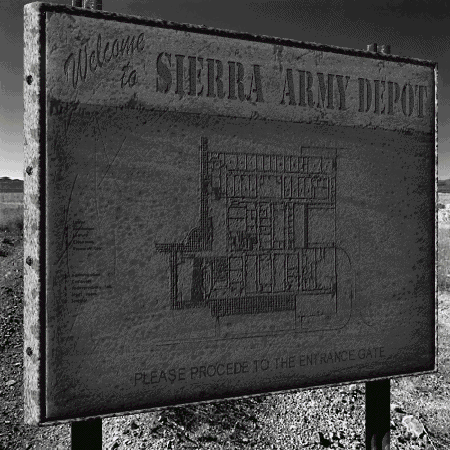 Welcome
to SIERRA ARMY DEPOT
PLEASE PROCEDE TO THE ENTRANCE GATE